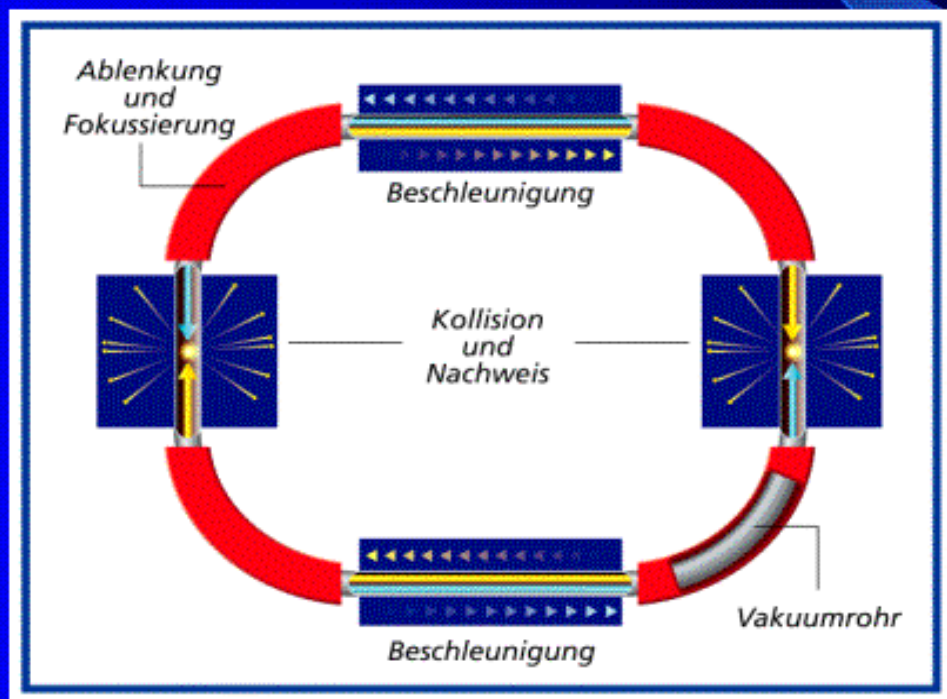 Ablenkung
und
Fokussierung
Beschleunigung
Kollision
und
Nachweis
Vakuumrohr
Beschleunigung